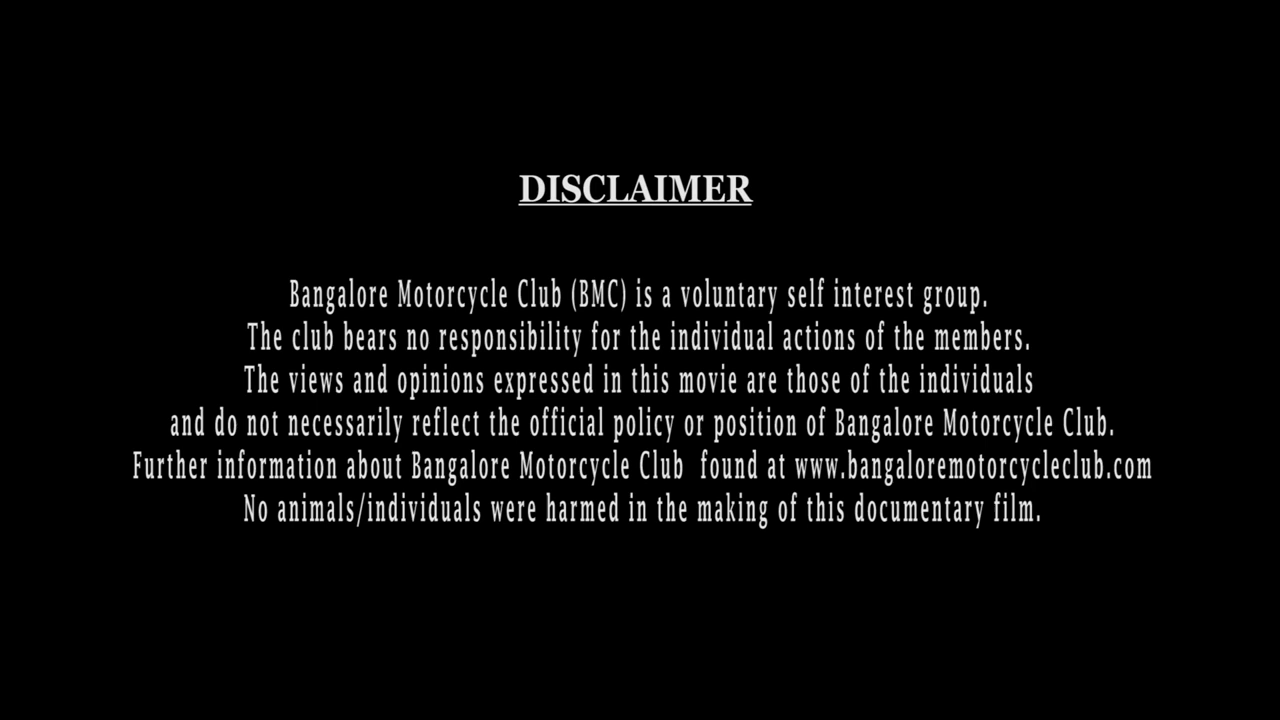 DISCLAIMER
Bangalore Motorcycle Club (BMC) is a voluntary self interest group.
The club bears no responsibility for the individual actions of the members.
The views and opinions expressed in this movie are those of the individuals
and do not necessarily reflect the official policy or position of Bangalore Motorcycle Club.
Further information about Bangalore Motorcycle Club  found at www.bangaloremotorcycleclub.com
No animals/individuals were harmed in the making of this documentary film.